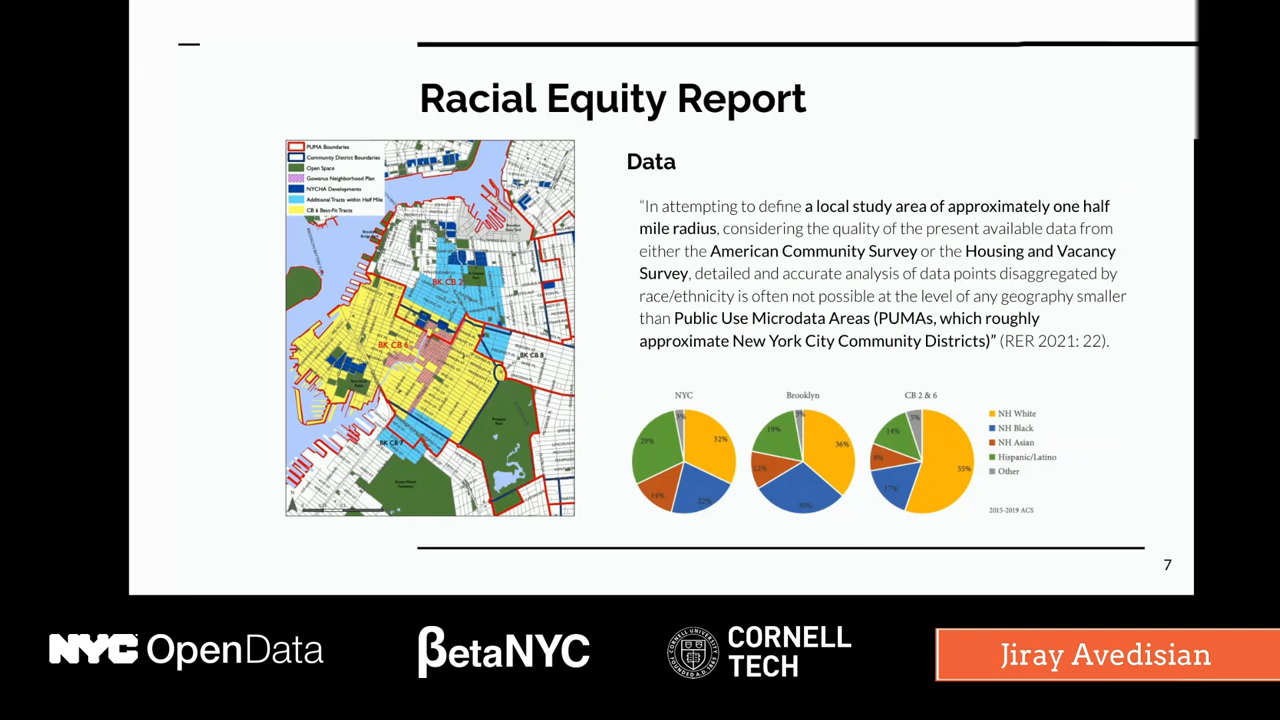 Racial Equity Report
PUMA Boundaries
Community District Boundaries
Open Space
Gowanus Neighborhood Plan
NYCHA Developments
Additional Tracts within Half Mile
CB 6 Best-Fit Tracts
BK CB 2
BK CB 6
BK CB 8
BK CB 7
Data
“In attempting to define a local study area of approximately one half
mile radius, considering the quality of the present available data from
either the American Community Survey or the Housing and Vacancy
Survey, detailed and accurate analysis of data points disaggregated by
race/ethnicity is often not possible at the level of any geography smaller
than Public Use Microdata Areas (PUMAs, which roughly
approximate New York City Community Districts)” (RER 2021: 22).
NYC
32%
22%
14%
29%
3%
Brooklyn
36%
12%
19%
CB 2 & 6
55%
17%
9%
14%
5%
NH White
NH Black
NH Asian
Hispanic/Latino
Other
2015-2019 ACS
7
NYC OpenData
βetaNYC
CORNELL
TECH
Jiray Avedisian